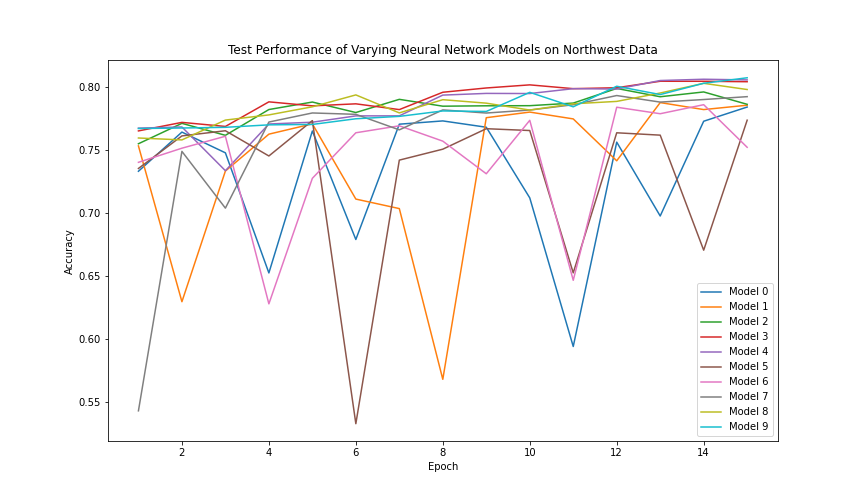 Test Performance of Varying Neural Network Models on Northwest Data
Accuracy
0.80
0.75
0.70
0.65
0.60
0.55
2 4 6 8 10 12 14
Epoch
Model 0
Model 1
Model 2
Model 3
Model 4
Model 5
Model 6
Model 7
Model 8
Model 9